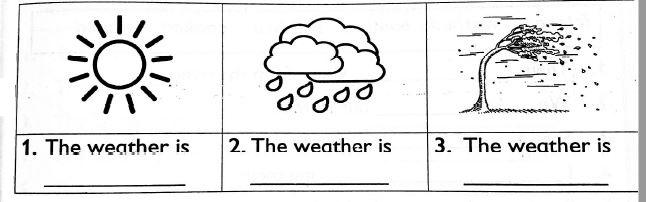 1. The weather is
2. The weather is
3. The weather is